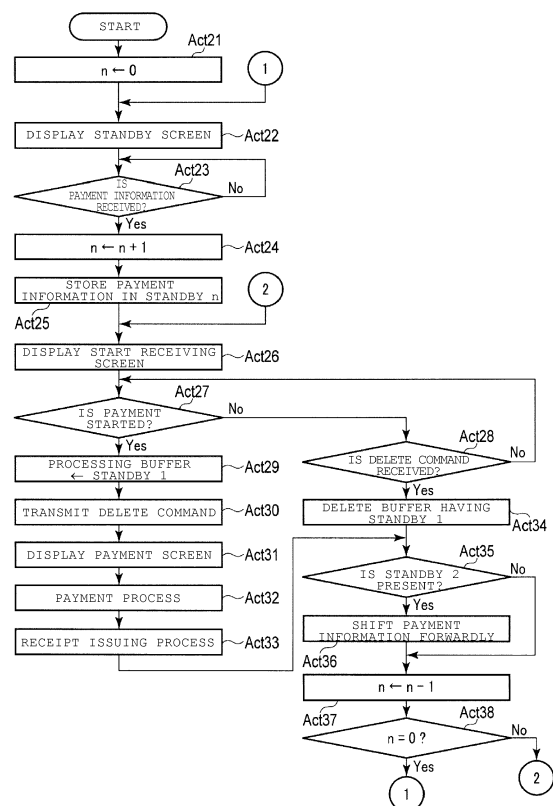 START
Act21
n ← 0
1
DISPLAY STANDBY SCREEN
Act22
Act23
IS
PAYMENT INFORMATION
RECEIVED?
No
Yes
n ← n + 1
Act24
STORE PAYMENT
INFORMATION IN STANDBY n
Act25
2
DISPLAY START RECEIVING
SCREEN
Act26
Act27
IS PAYMENT
STARTED?
No
Yes
Act28
IS DELETE COMMAND
RECEIVED?
No
Yes
PROCESSING BUFFER
← STANDBY 1
Act29
TRANSMIT DELETE COMMAND
Act30
DISPLAY PAYMENT SCREEN
Act31
PAYMENT PROCESS
Act32
RECEIPT ISSUING PROCESS
Act33
DELETE BUFFER HAVING
STANDBY 1
Act34
Act35
IS STANDBY 2
PRESENT?
No
Yes
SHIFT PAYMENT
INFORMATION FORWARDLY
Act36
n ← n − 1
Act37
Act38
n = 0 ?
No
Yes
1
2